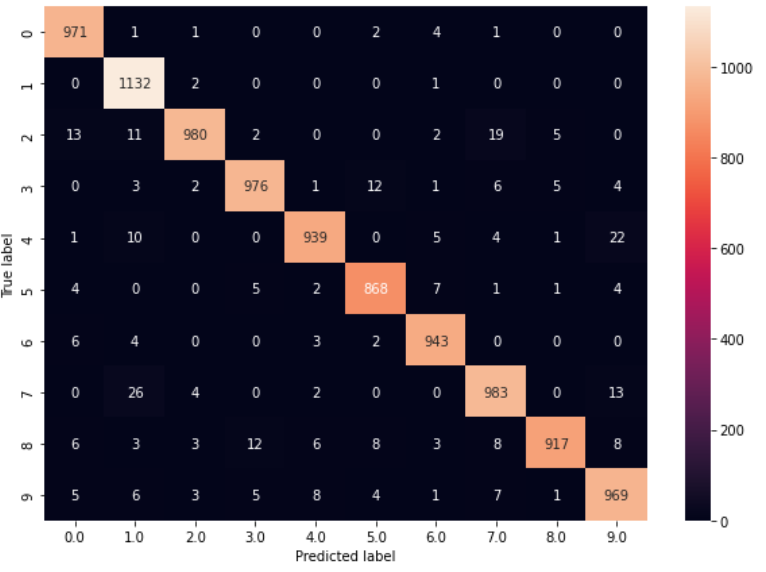 0 971 1 1 0 0 2 4 1 0 0
1 0 1132 2 0 0 0 1 0 0 0
2 13 11 980 2 0 0 2 19 5 0
3 0 3 2 976 1 12 1 6 5 4
4 1 10 0 0 939 0 5 4 1 22
5 4 0 0 5 2 868 7 1 1 4
6 6 4 0 0 3 2 943 0 0 0
7 0 26 4 0 2 0 0 983 0 13
8 6 3 3 12 6 8 3 8 917 8
9 5 6 3 5 8 4 1 7 1 969
0.0 1.0 2.0 3.0 4.0 5.0 6.0 7.0 8.0 9.0
Predicted label
True label
1000
800
600
400
200
0